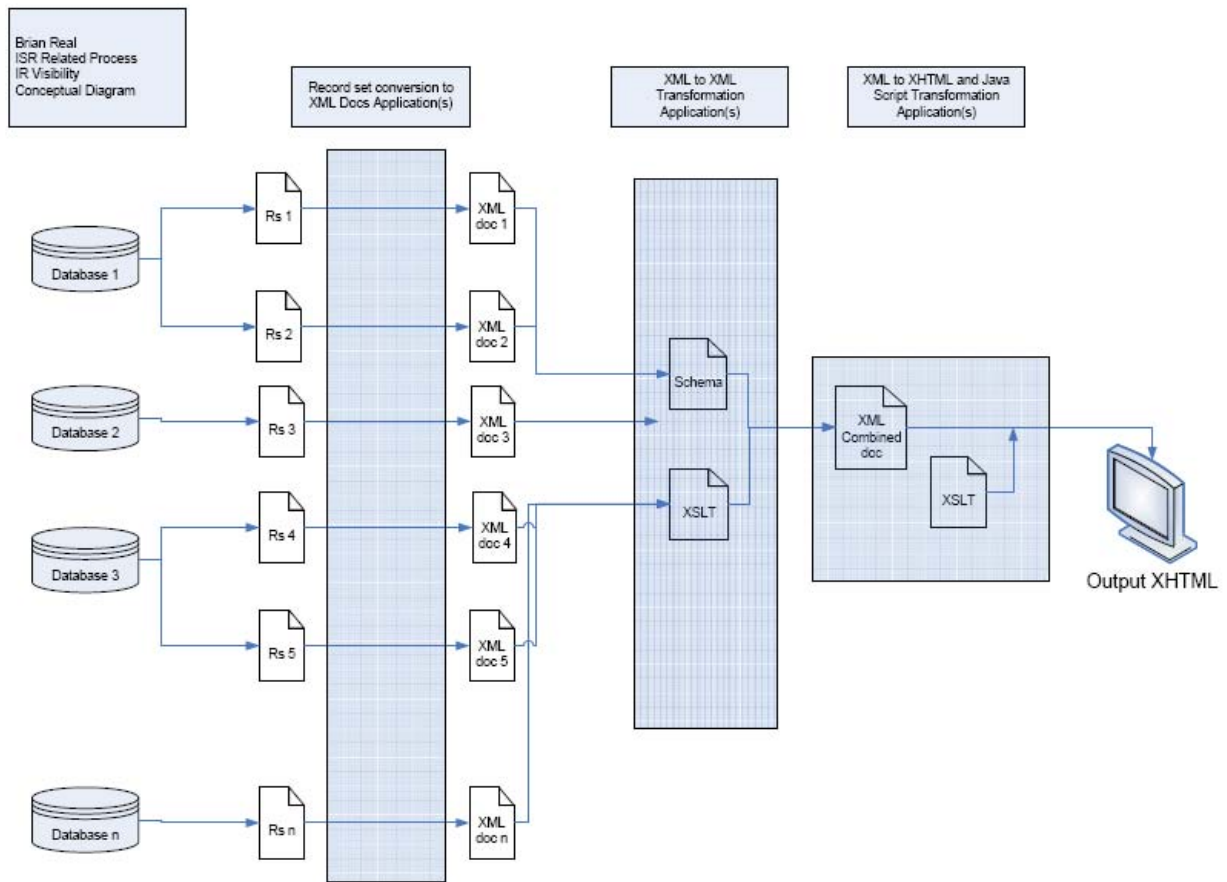 Brian Real
ISR Related Process
IR Visibility
Conceptual Diagram
Record set conversion to
XML Docs Application(s)
XML to XML
Transformation
Application(s)
XML to XHTML and Java
Script Transformation
Application(s)
Database 1
Rs 1
XML
doc 1
Rs 2
XML
doc 2
Database 2
Rs 3
XML
doc 3
Schema
XML
Combined
doc
XSLT
Database 3
Rs 4
XML
doc 4
XSLT
Output XHTML
Rs 5
XML
doc 5
Database n
Rs n
XML
doc n